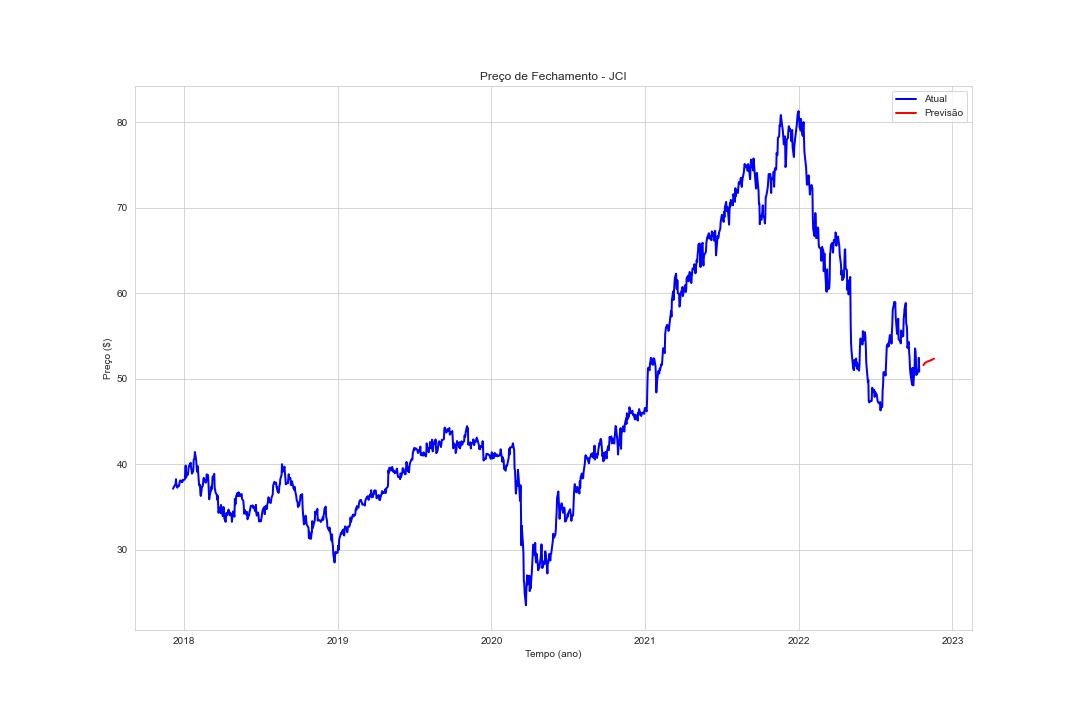 Preço de Fechamento - JCI
Atual
Previsão
Preço ($)
80
70
60
50
40
30
2018
2019
2020
2021
2022
2023
Tempo (ano)